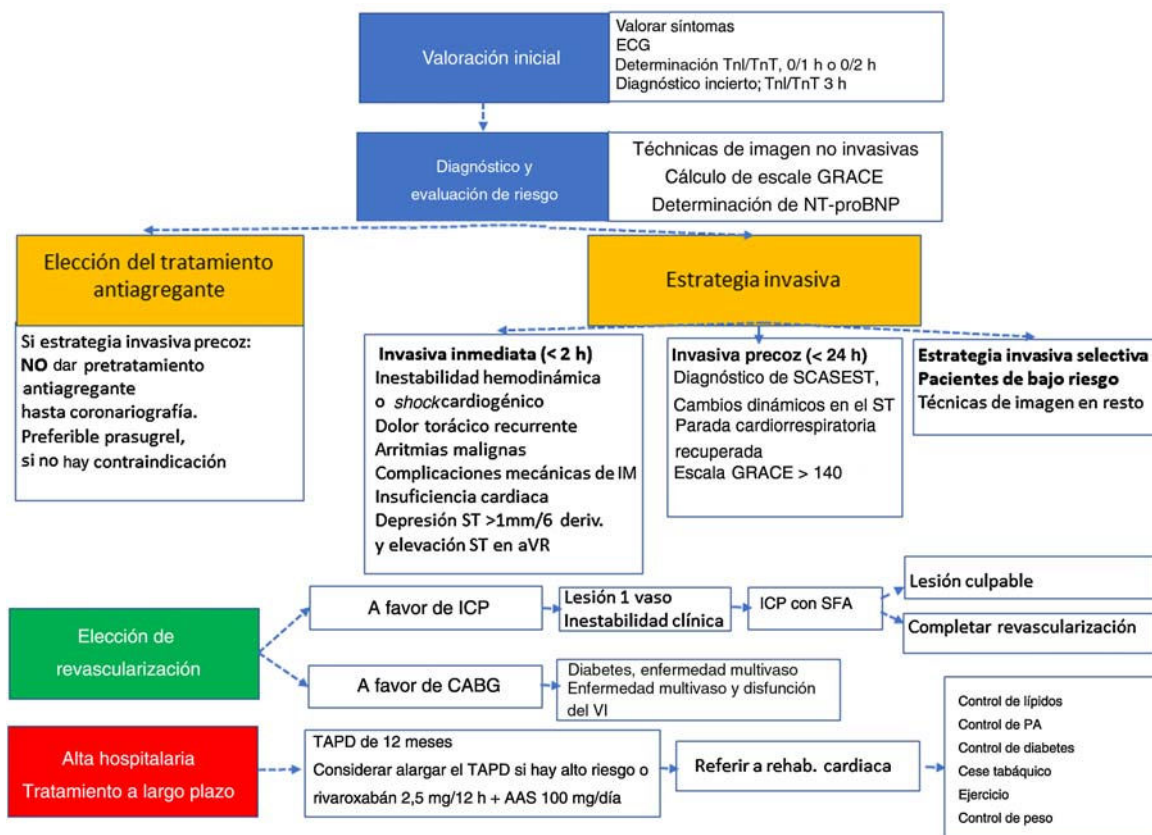 Valoración inicial
Valorar síntomas
ECG
Determinación TnI/TnT, 0/1 h o 0/2 h
Diagnóstico incierto; TnI/TnT 3 h
Diagnóstico y
evaluación de riesgo
Téchnicas de imagen no invasivas
Cálculo de escale GRACE
Determinación de NT-proBNP
Elección del tratamiento
antiagregante
Si estrategia invasiva precoz:
NO dar pretratamiento
antiagregante
hasta coronariografía.
Preferible prasugrel,
si no hay contraindicación
Estrategia invasiva
Invasiva inmediata (< 2 h)
Inestabilidad hemodinámica
o shock cardiogénico
Dolor torácico recurrente
Arritmias malignas
Complicaciones mecánicas de IM
Insuficiencia cardiaca
Depresión ST >1mm/6 deriv.
y elevación ST en aVR
Invasiva precoz (< 24 h)
Diagnóstico de SCASEST,
Cambios dinámicos en el ST
Parada cardiorrespiratoria
recuperada
Escala GRACE > 140
Estrategia invasiva selectiva
Pacientes de bajo riesgo
Técnicas de imagen en resto
Elección de
revascularización
A favor de ICP
Lesión 1 vaso
Inestabilidad clínica
ICP con SFA
Lesión culpable
Completar revascularización
A favor de CABG
Diabetes, enfermedad multivaso
Enfermedad multivaso y disfunción
del VI
Alta hospitalaria
Tratamiento a largo plazo
TAPD de 12 meses
Considerar alargar el TAPD si hay alto riesgo o
rivaroxabán 2,5 mg/12 h + AAS 100 mg/día
Referir a rehab. cardiaca
Control de lípidos
Control de PA
Control de diabetes
Cese tabáquico
Ejercicio
Control de peso